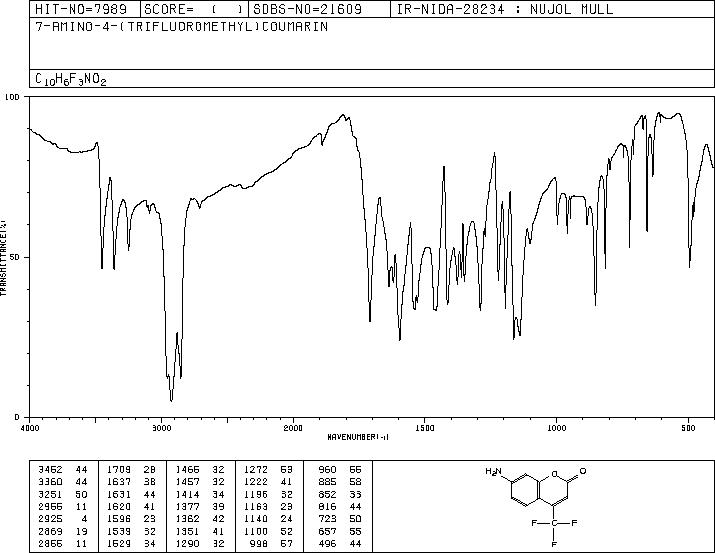 HIT-NO=7989 SCORE= ( ) SDBS-NO=21609 IR-NIDA-28234 : NUJOL MULL
7-AMINO-4-(TRIFLUOROMETHYL)COUMARIN
C10H6F3NO2
100
50
0
TRANSMITTANCE(%)
4000 3000 2000 1500 1000 500
WAVENUMBER(-1)
3452 44 1709 28 1466 32 1272 53 960 55
3360 44 1637 38 1457 32 1222 41 885 58
3251 50 1631 44 1414 34 1196 32 852 33
2955 11 1620 41 1377 39 1163 23 816 44
2925 4 1596 23 1362 42 1140 24 723 50
2869 19 1539 32 1351 41 1100 52 657 55
2855 11 1529 34 1290 32 998 57 496 44
H2N O O
F F
F